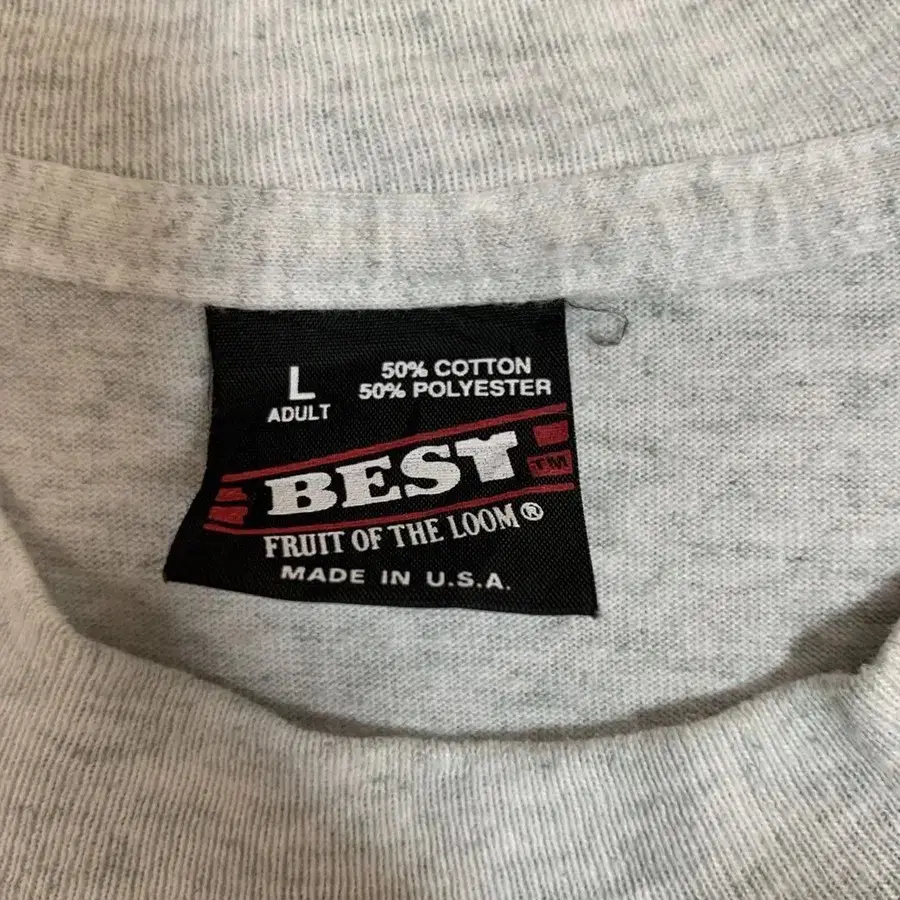 L
ADULT
50% COTTON
50% POLYESTER
BEST
TM
FRUIT OF THE LOOM®
MADE IN U.S.A.